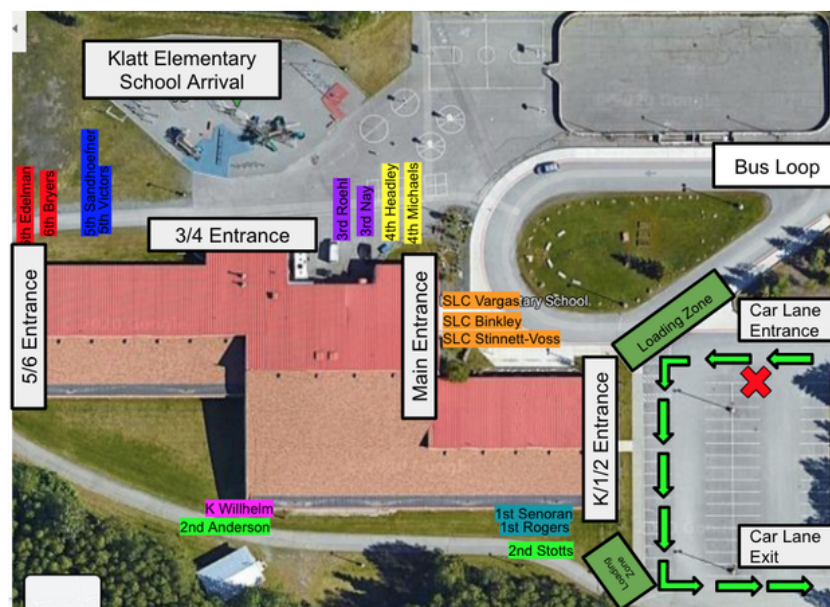 Klatt Elementary
School Arrival
Bus Loop
6th Bryers
5th Sandhoefner
5th Victors
3/4 Entrance
3rd Roehl
3rd Nay
4th Headley
4th Michaels
5/6 Entrance
Main Entrance
SLC Vargas
tary School
SLC Binkley
SLC Stinnett-Voss
Loading Zone
Car Lane
Entrance
K/1/2 Entrance
K Willhelm
2nd Anderson
1st Senoran
1st Rogers
2nd Stotts
Loading
Zone
Car Lane
Exit